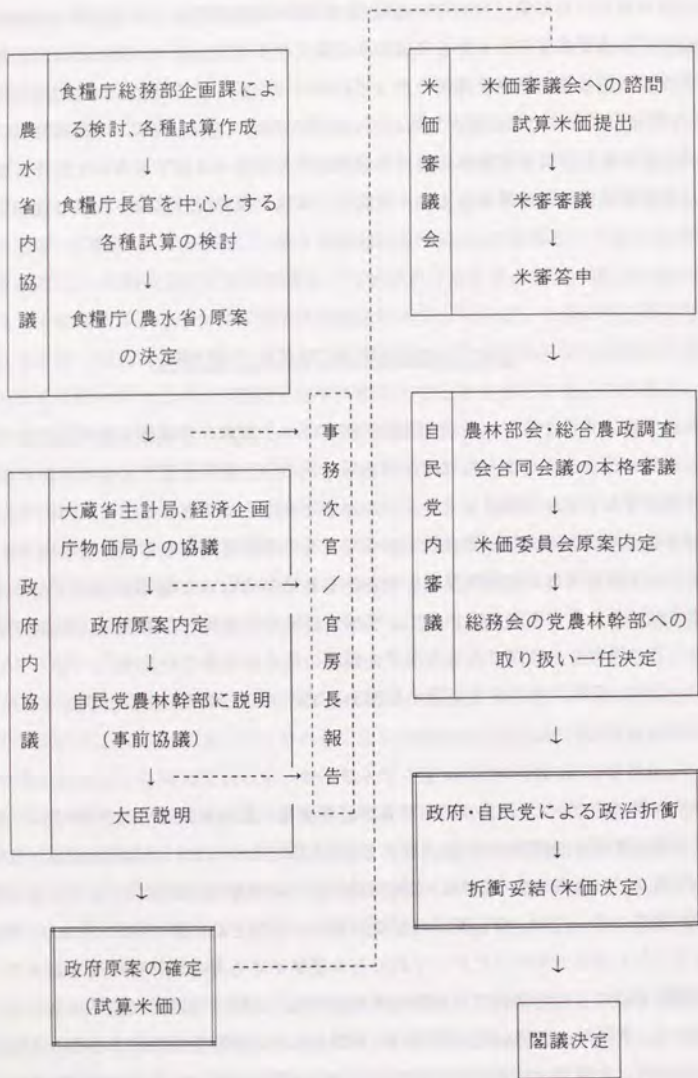 農水省内協議
食糧庁総務部企画課によ
る検討、各種試算作成
↓
食糧庁長官を中心とする
各種試算の検討
↓
食糧庁(農水省)原案
の決定
↓
事務次官、官房長報告
政府内協議
大蔵省主計局、経済企画
庁物価局との協議
↓
政府原案内定
↓
自民党農林幹部に説明
(事前協議)
↓
大臣説明
↓
政府原案の確定
(試算米価)
米価審議会
米価審議会への諮問
試算米価提出
↓
米審審議
↓
米審答申
↓
自民党内審議
農林部会・総合農政調査
会合同会議の本格審議
↓
米価委員会原案内定
↓
総務会の党農林幹部への
取り扱い一任決定
↓
政府・自民党による政治折衝
↓
折衝妥結(米価決定)
↓
閣議決定